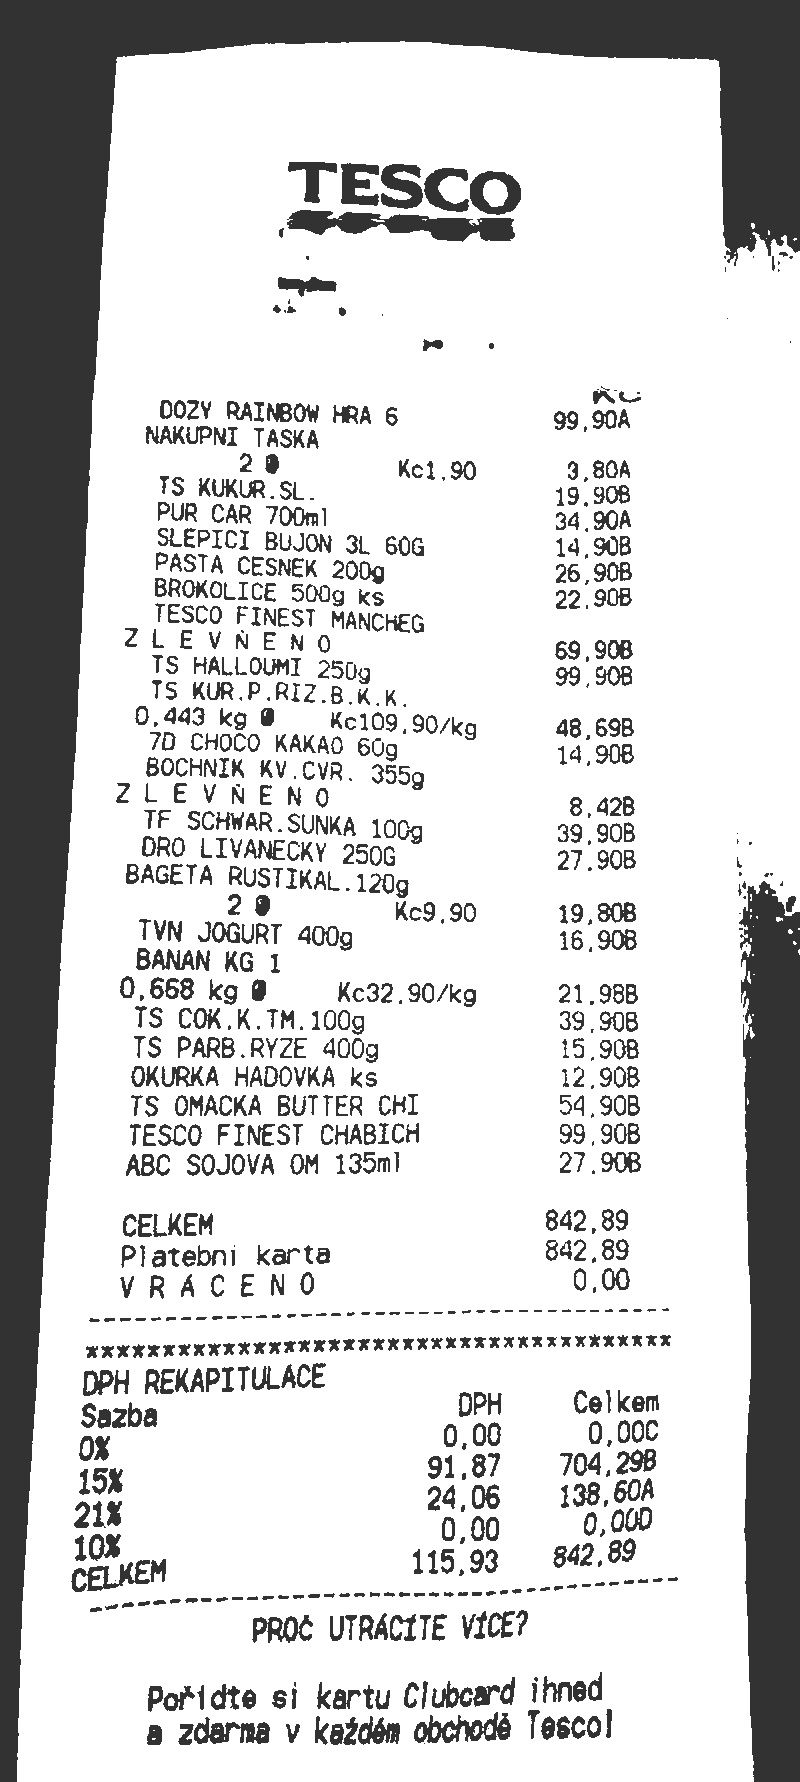 TESCO
Kc
DOZY RAINBOW HRA 6 99,90A
NAKUPNI TASKA
2 @ Kc1,90 3,80A
TS KUKUR.SL. 19,90B
PUR CAR 700ml 34,90A
SLEPICI BUJON 3L 60G 14,90B
PASTA CESNEK 200g 26,90B
BROKOLICE 500g ks 22,90B
TESCO FINEST MANCHEG
Z L E V N E N O 69,90B
TS HALLOUMI 250g 99,90B
TS KUR.P.RIZ.B.K.K.
0,443 kg @ Kc109,90/kg 48,69B
7D CHOCO KAKAO 60g 14,90B
BOCHNIK KV.CVR. 355g
Z L E V N E N O 8,42B
TF SCHWAR.SUNKA 100g 39,90B
DRO LIVANECKY 250G 27,90B
BAGETA RUSTIKAL.120g
2 @ Kc9,90 19,80B
TVN JOGURT 400g 16,90B
BANAN KG 1
0,668 kg @ Kc32,90/kg 21,98B
TS COK.K.TM.100g 39,90B
TS PARB.RYZE 400g 15,90B
OKURKA HADOVKA ks 12,90B
TS OMACKA BUTTER CHI 54,90B
TESCO FINEST CHABICH 99,90B
ABC SOJOVA OM 135ml 27,90B
CELKEM 842,89
Platebni karta 842,89
V R Á C E N O 0,00
****************************************
DPH REKAPITULACE
Sazba DPH Celkem
0% 0,00 0,00C
15% 91,87 704,29B
21% 24,06 138,60A
10% 0,00 0,00D
CELKEM 115,93 842,89
PROČ UTRÁCÍTE VÍCE?
Pořiďte si kartu Clubcard ihned
a zdarma v každém obchodě Tesco!